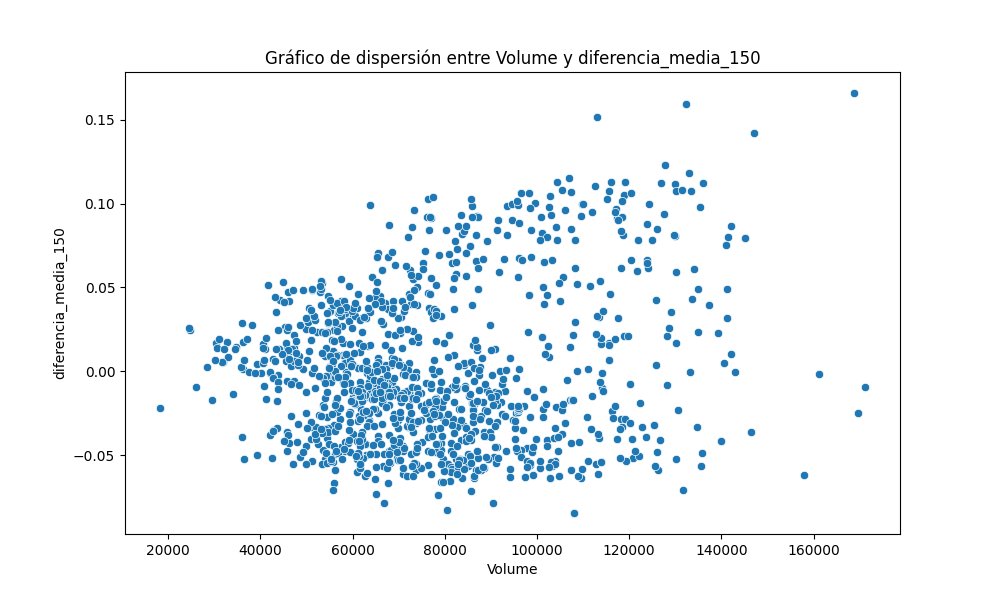 Gráfico de dispersión entre Volume y diferencia_media_150
0.15
0.10
0.05
0.00
−0.05
diferencia_media_150
20000 40000 60000 80000 100000 120000 140000 160000
Volume